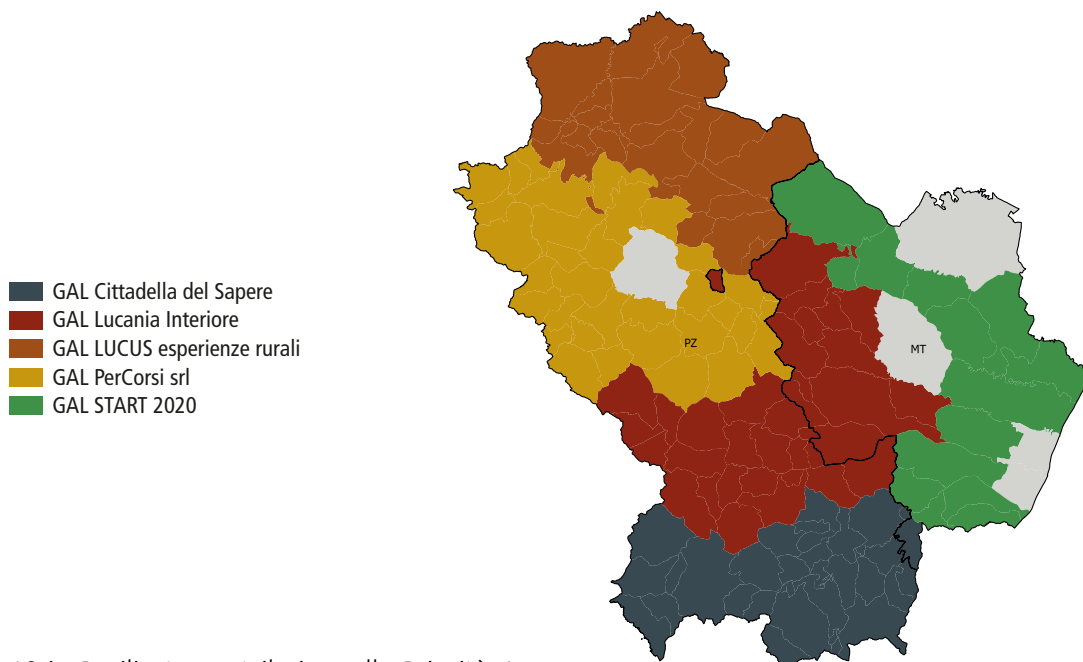 GAL Cittadella del Sapere
GAL Lucania Interiore
GAL LUCUS esperienze rurali
GAL PerCorsi srl
GAL START 2020
PZ
MT